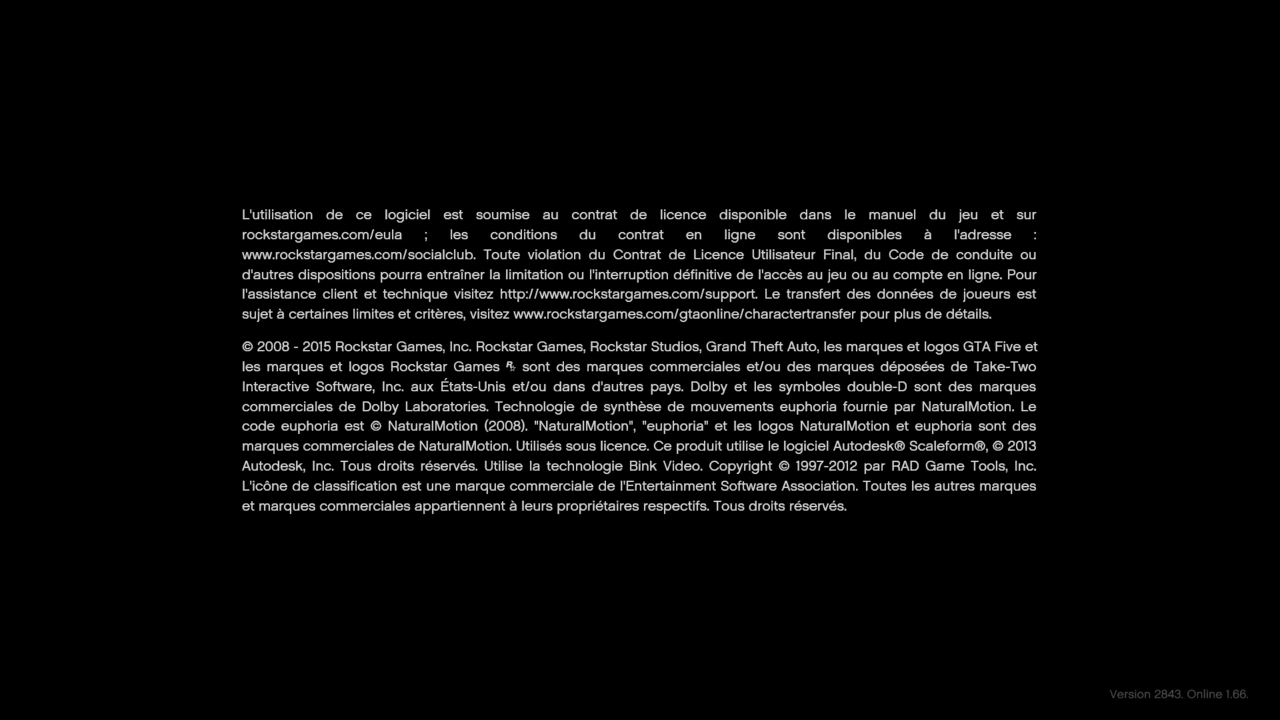 L'utilisation de ce logiciel est soumise au contrat de licence disponible dans le manuel du jeu et sur
rockstargames.com/eula ; les conditions du contrat en ligne sont disponibles à l'adresse :
www.rockstargames.com/socialclub. Toute violation du Contrat de Licence Utilisateur Final, du Code de conduite ou
d'autres dispositions pourra entraîner la limitation ou l'interruption définitive de l'accès au jeu ou au compte en ligne. Pour
l'assistance client et technique visitez http://www.rockstargames.com/support. Le transfert des données de joueurs est
sujet à certaines limites et critères, visitez www.rockstargames.com/gtaonline/charactertransfer pour plus de détails.
© 2008 - 2015 Rockstar Games, Inc. Rockstar Games, Rockstar Studios, Grand Theft Auto, les marques et logos GTA Five et
les marques et logos Rockstar Games R* sont des marques commerciales et/ou des marques déposées de Take-Two
Interactive Software, Inc. aux États-Unis et/ou dans d'autres pays. Dolby et les symboles double-D sont des marques
commerciales de Dolby Laboratories. Technologie de synthèse de mouvements euphoria fournie par NaturalMotion. Le
code euphoria est © NaturalMotion (2008). "NaturalMotion", "euphoria" et les logos NaturalMotion et euphoria sont des
marques commerciales de NaturalMotion. Utilisés sous licence. Ce produit utilise le logiciel Autodesk® Scaleform®, © 2013
Autodesk, Inc. Tous droits réservés. Utilise la technologie Bink Video. Copyright © 1997-2012 par RAD Game Tools, Inc.
L'icône de classification est une marque commerciale de l'Entertainment Software Association. Toutes les autres marques
et marques commerciales appartiennent à leurs propriétaires respectifs. Tous droits réservés.
Version 2843. Online 1.66.